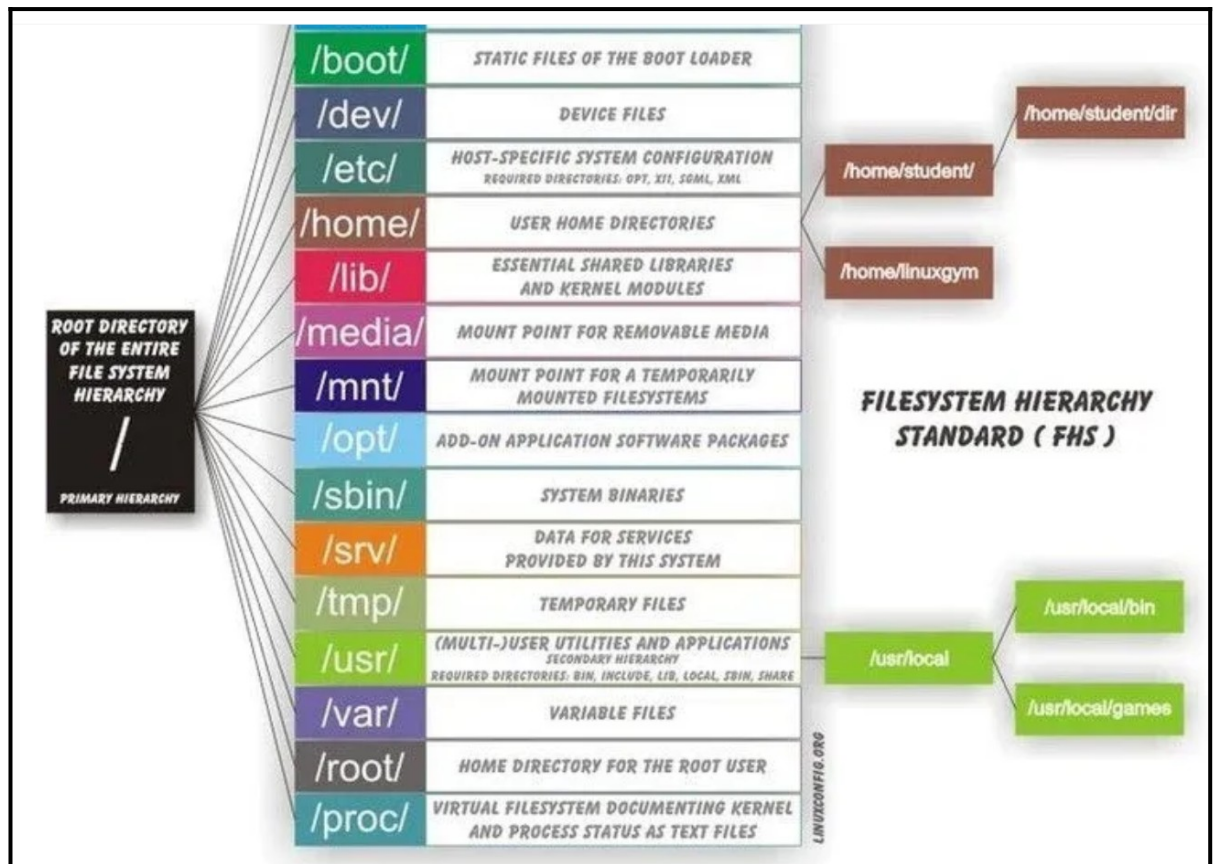 /boot/
STATIC FILES OF THE BOOT LOADER
/dev/
DEVICE FILES
/etc/
HOST-SPECIFIC SYSTEM CONFIGURATION
REQUIRED DIRECTORIES: OPT, XII, SGML, XML
/home/
USER HOME DIRECTORIES
/lib/
ESSENTIAL SHARED LIBRARIES
AND KERNEL MODULES
/media/
MOUNT POINT FOR REMOVABLE MEDIA
/mnt/
MOUNT POINT FOR A TEMPORARILY
MOUNTED FILESYSTEMS
/opt/
ADD-ON APPLICATION SOFTWARE PACKAGES
/sbin/
SYSTEM BINARIES
/srv/
DATA FOR SERVICES
PROVIDED BY THIS SYSTEM
/tmp/
TEMPORARY FILES
/usr/
(MULTI-)USER UTILITIES AND APPLICATIONS
SECONDARY HIERARCHY
REQUIRED DIRECTORIES: BIN, INCLUDE, LIB, LOCAL, SBIN, SHARE
/var/
VARIABLE FILES
/root/
HOME DIRECTORY FOR THE ROOT USER
/proc/
VIRTUAL FILESYSTEM DOCUMENTING KERNEL
AND PROCESS STATUS AS TEXT FILES
ROOT DIRECTORY
OF THE ENTIRE
FILE SYSTEM
HIERARCHY
/
PRIMARY HIERARCHY
/home/student/
/home/student/dir
/home/linuxgym
FILESYSTEM HIERARCHY
STANDARD ( FHS )
/usr/local
/usr/local/bin
/usr/local/games
LINUXCONFIG.ORG